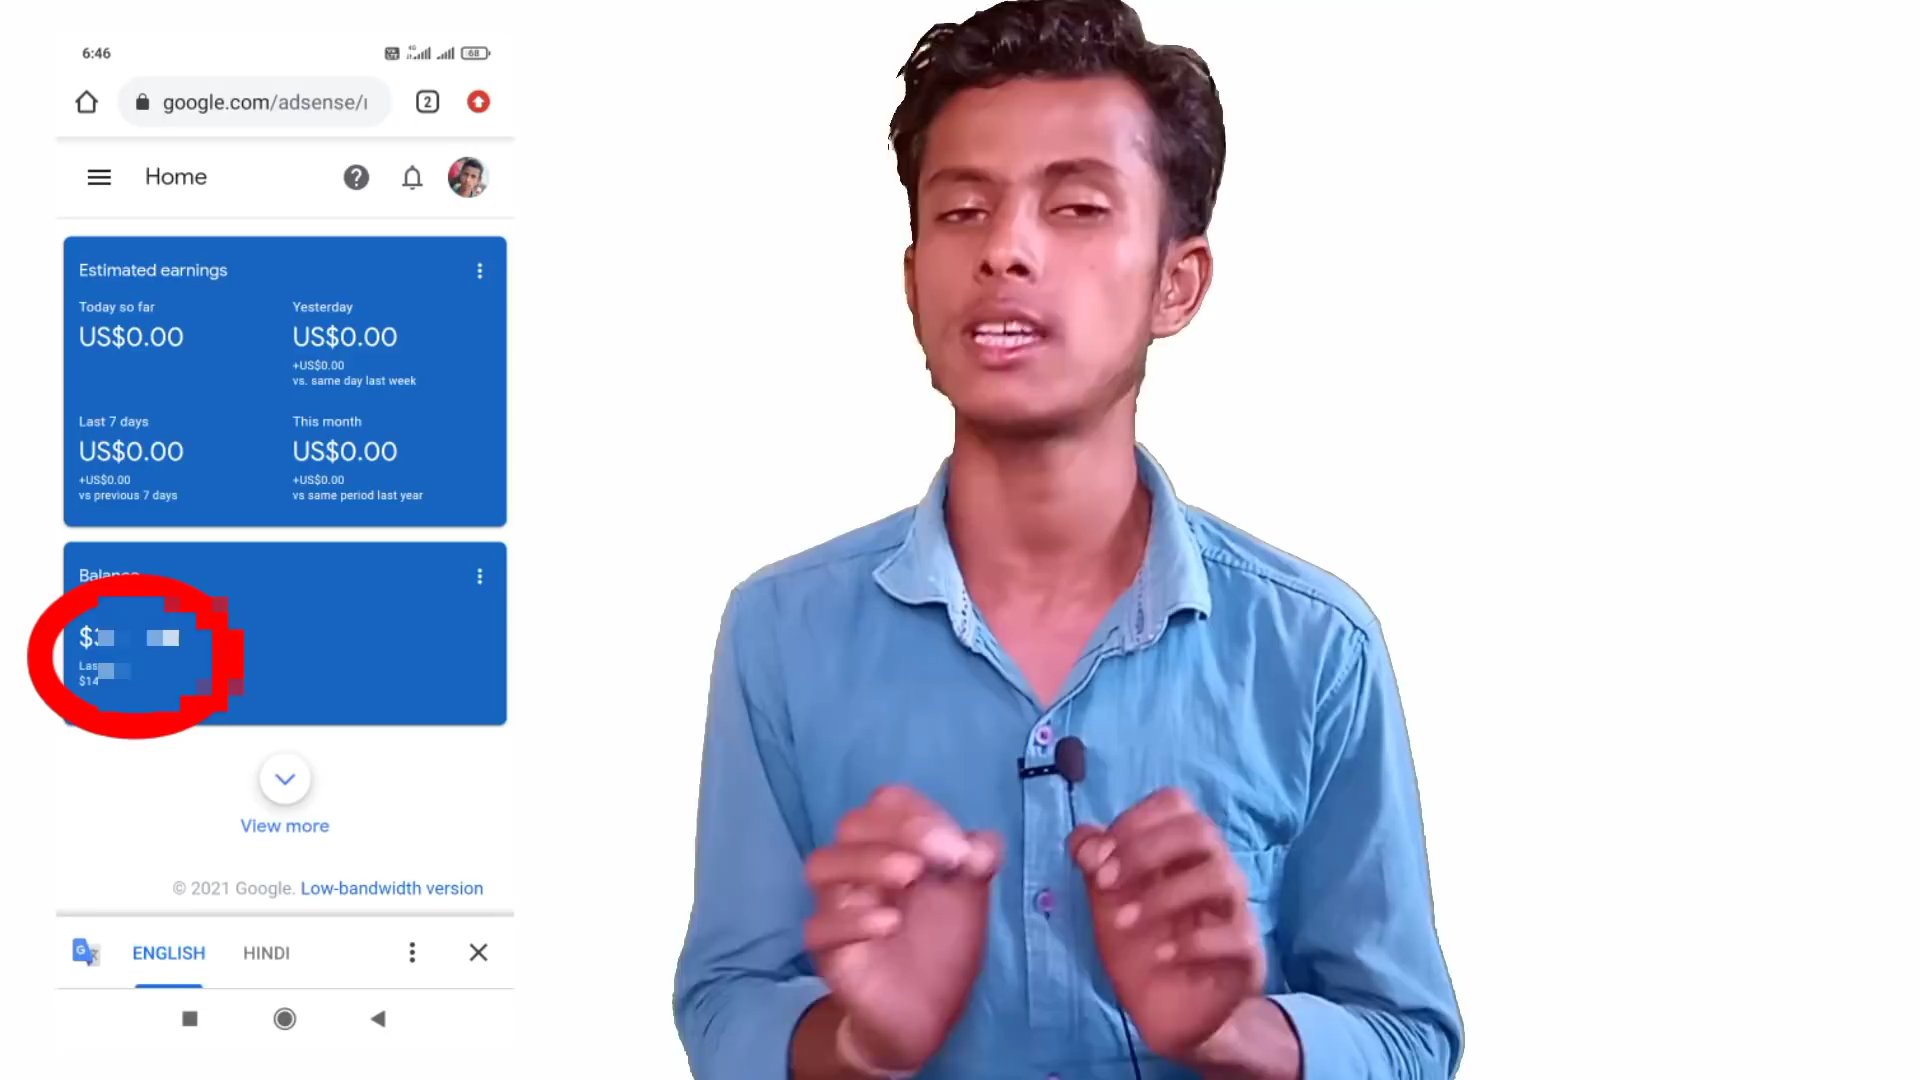 6:46
4G
68
google.com/adsense/
2
Home
Estimated earnings
Today so far
Yesterday
US$0.00
US$0.00
+US$0.00
vs. same day last week
Last 7 days
This month
US$0.00
US$0.00
+US$0.00
+US$0.00
vs previous 7 days
vs same period last year
Balance
View more
© 2021 Google. Low-bandwidth version
ENGLISH
HINDI